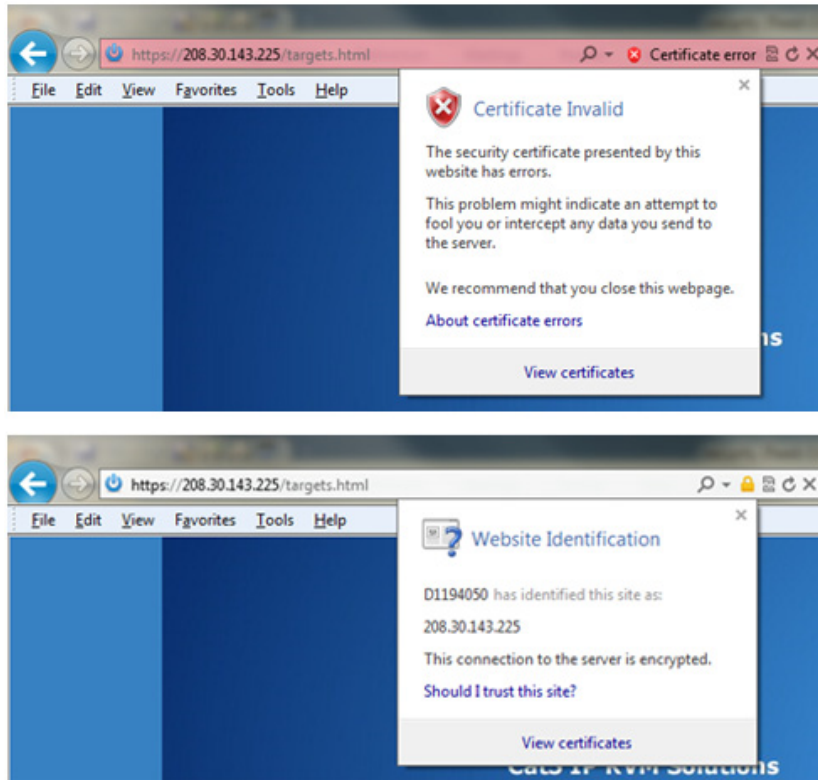 https://208.30.143.225/targets.html
Certificate error
File Edit View Favorites Tools Help
Certificate Invalid
The security certificate presented by this
website has errors.
This problem might indicate an attempt to
fool you or intercept any data you send to
the server.
We recommend that you close this webpage.
About certificate errors
View certificates
https://208.30.143.225/targets.html
File Edit View Favorites Tools Help
Website Identification
D1194050 has identified this site as:
208.30.143.225
This connection to the server is encrypted.
Should I trust this site?
View certificates
Cat5 IP KVM Solutions